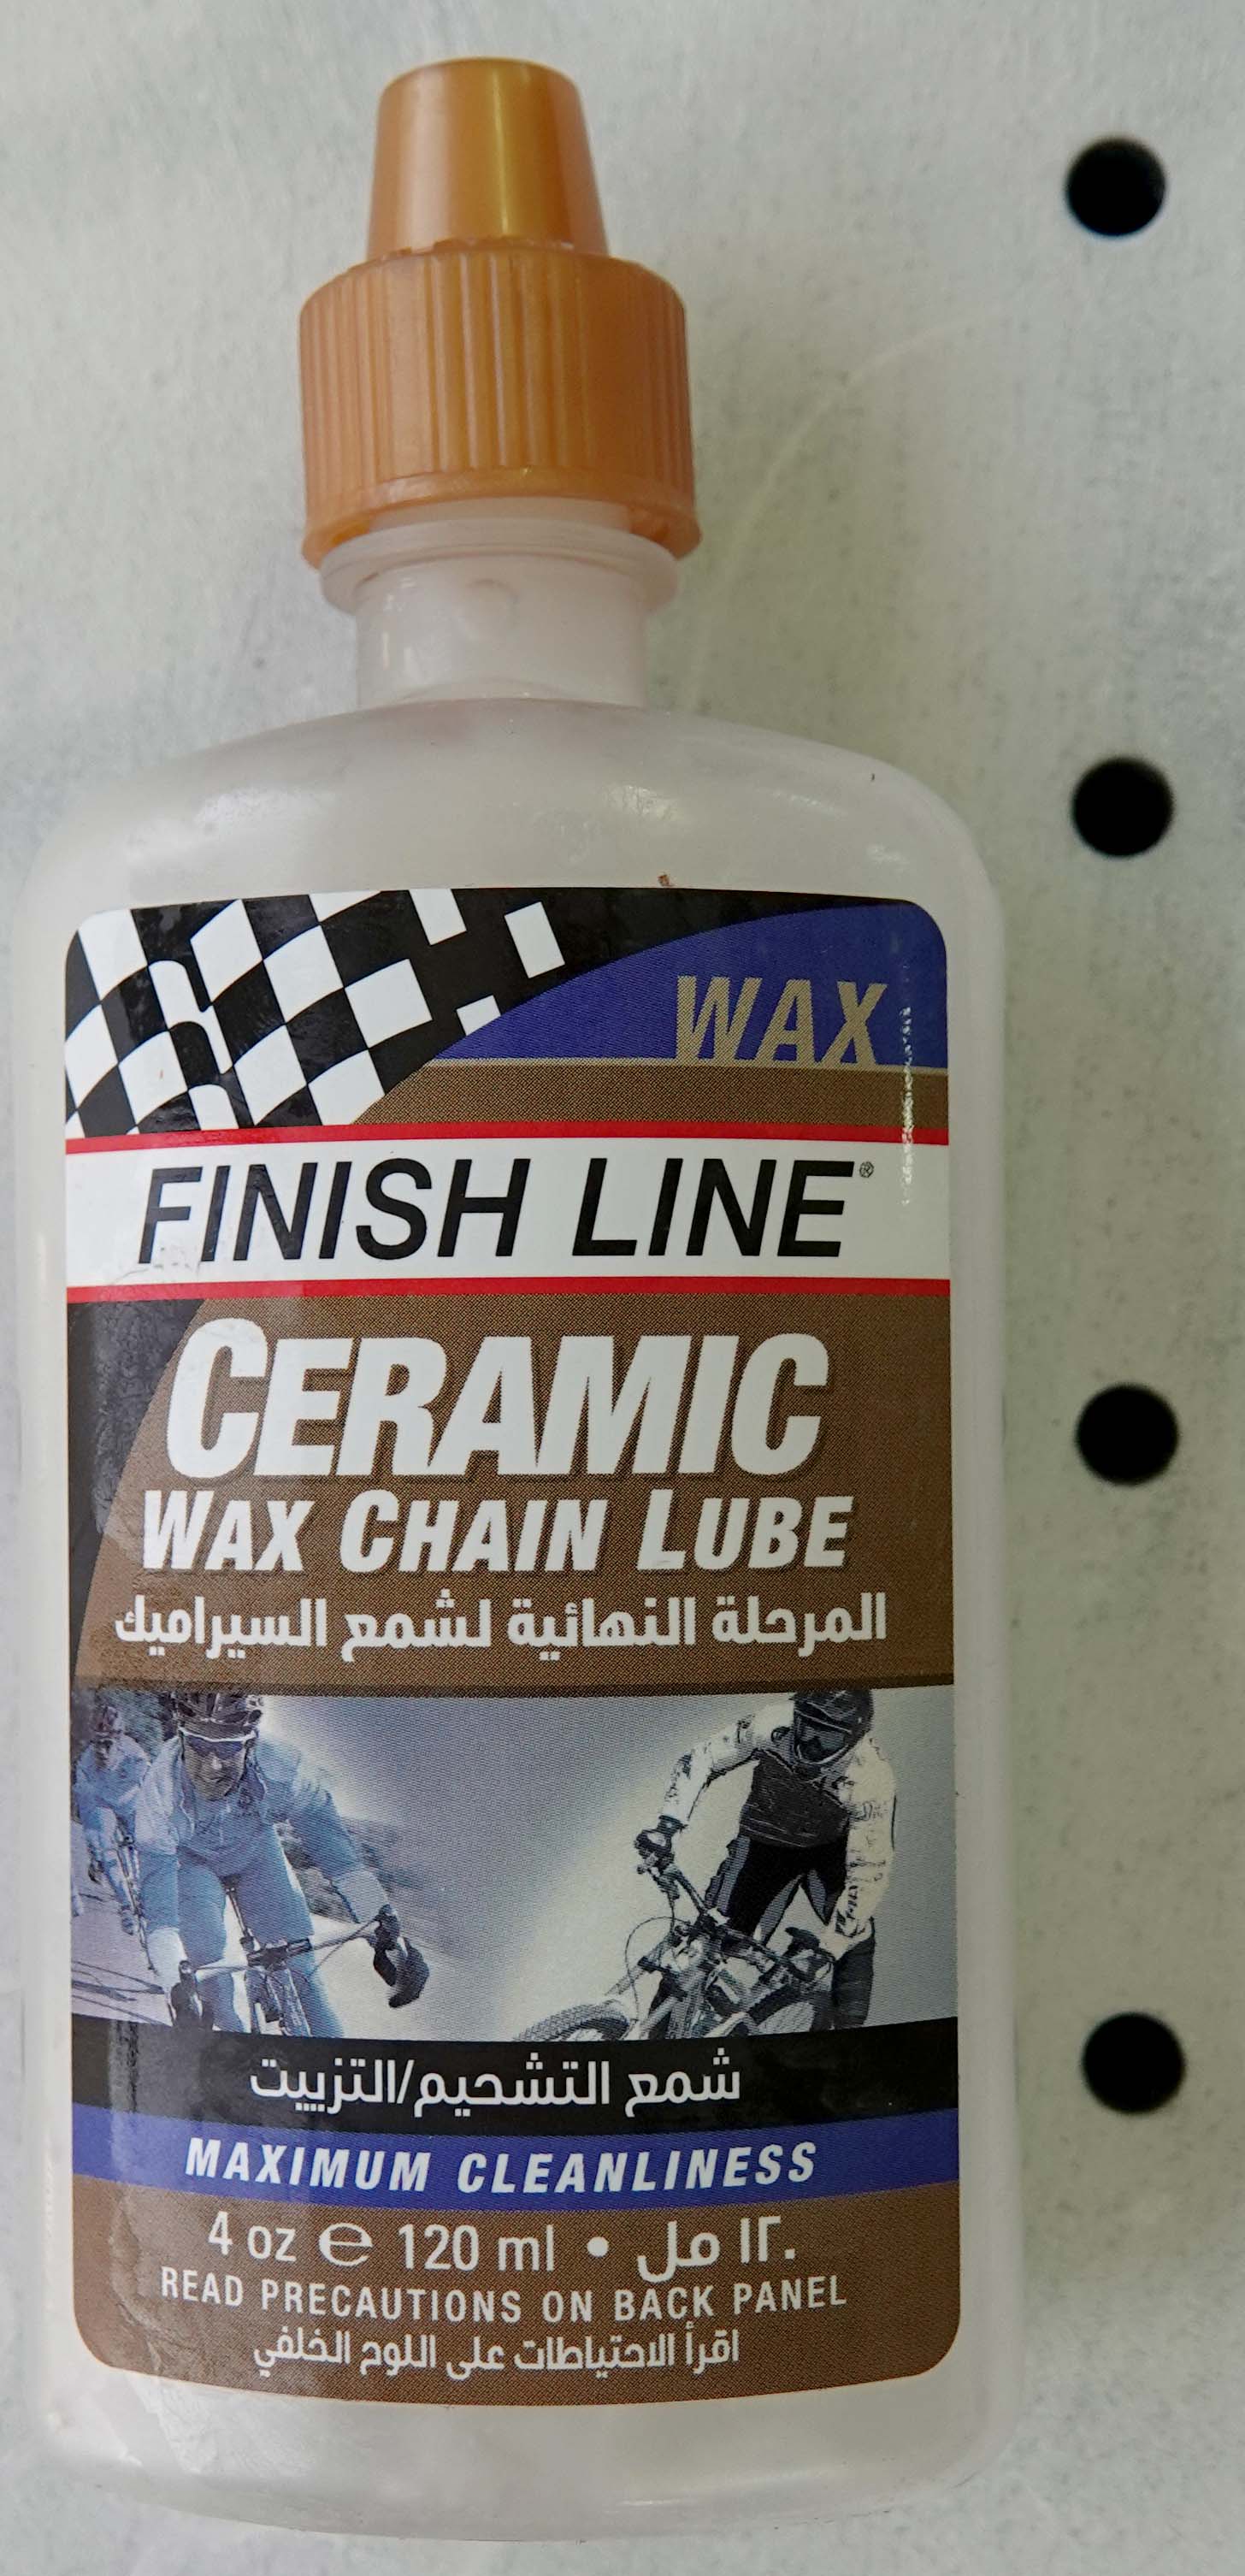 WAX
FINISH LINE®
CERAMIC
WAX CHAIN LUBE
المرحلة النهائية لشمع السيراميك
شمع التشحيم/التزييت
MAXIMUM CLEANLINESS
4 oz ℮ 120 ml • ١٢٠ مل
READ PRECAUTIONS ON BACK PANEL
اقرأ الاحتياطات على اللوح الخلفي